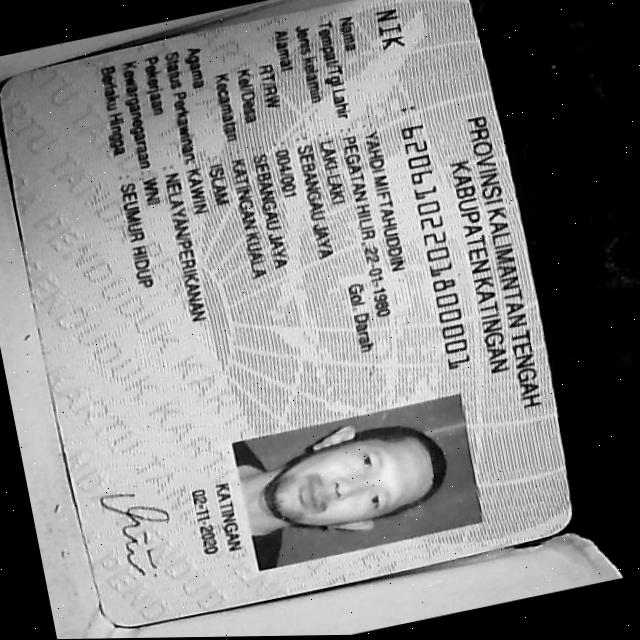 PROVINSI KALIMANTAN TENGAH
KABUPATEN KATINGAN
NIK : 6206102201800001
Nama : YAHDI MIFTAHUDDIN
Tempat/Tgl Lahir : PEGATAN HILIR, 22-01-1980
Jenis kelamin : LAKI-LAKI Gol. Darah :
Alamat : SEBANGAU JAYA
RT/RW : 004/001
Kel/Desa : SEBANGAU JAYA
Kecamatan : KATINGAN KUALA
Agama : ISLAM
Status Perkawinan: KAWIN
Pekerjaan : NELAYAN/PERIKANAN
Kewarganegaraan: WNI
Berlaku Hingga : SEUMUR HIDUP
KATINGAN
02-11-2020